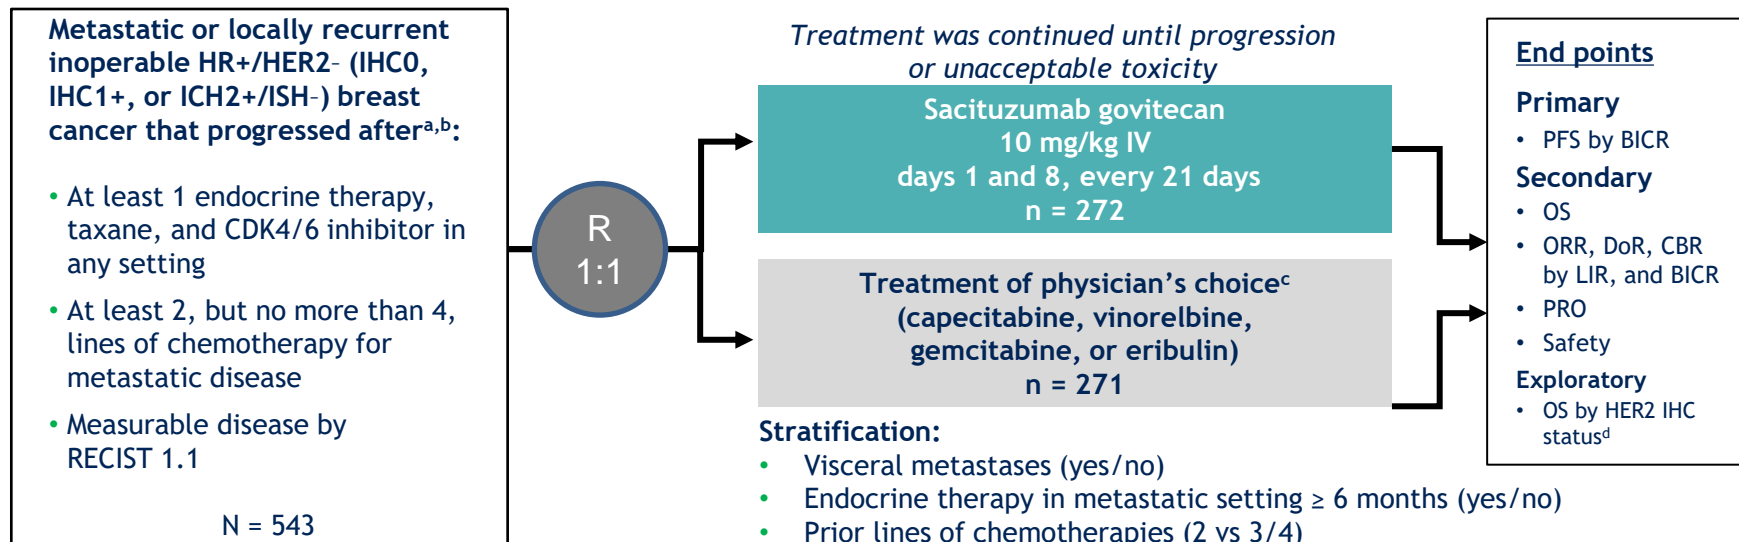 Metastatic or locally recurrent
inoperable HR+/HER2- (IHC0,
IHC1+, or ICH2+/ISH-) breast
cancer that progressed afterᵃ,ᵇ:
• At least 1 endocrine therapy,
taxane, and CDK4/6 inhibitor in
any setting
• At least 2, but no more than 4,
lines of chemotherapy for
metastatic disease
• Measurable disease by
RECIST 1.1
N = 543
R
1:1
Treatment was continued until progression
or unacceptable toxicity
Sacituzumab govitecan
10 mg/kg IV
days 1 and 8, every 21 days
n = 272
Treatment of physician’s choiceᶜ
(capecitabine, vinorelbine,
gemcitabine, or eribulin)
n = 271
Stratification:
• Visceral metastases (yes/no)
• Endocrine therapy in metastatic setting ≥ 6 months (yes/no)
• Prior lines of chemotherapies (2 vs 3/4)
End points
Primary
• PFS by BICR
Secondary
• OS
• ORR, DoR, CBR
by LIR, and BICR
• PRO
• Safety
Exploratory
• OS by HER2 IHC
statusᵈ